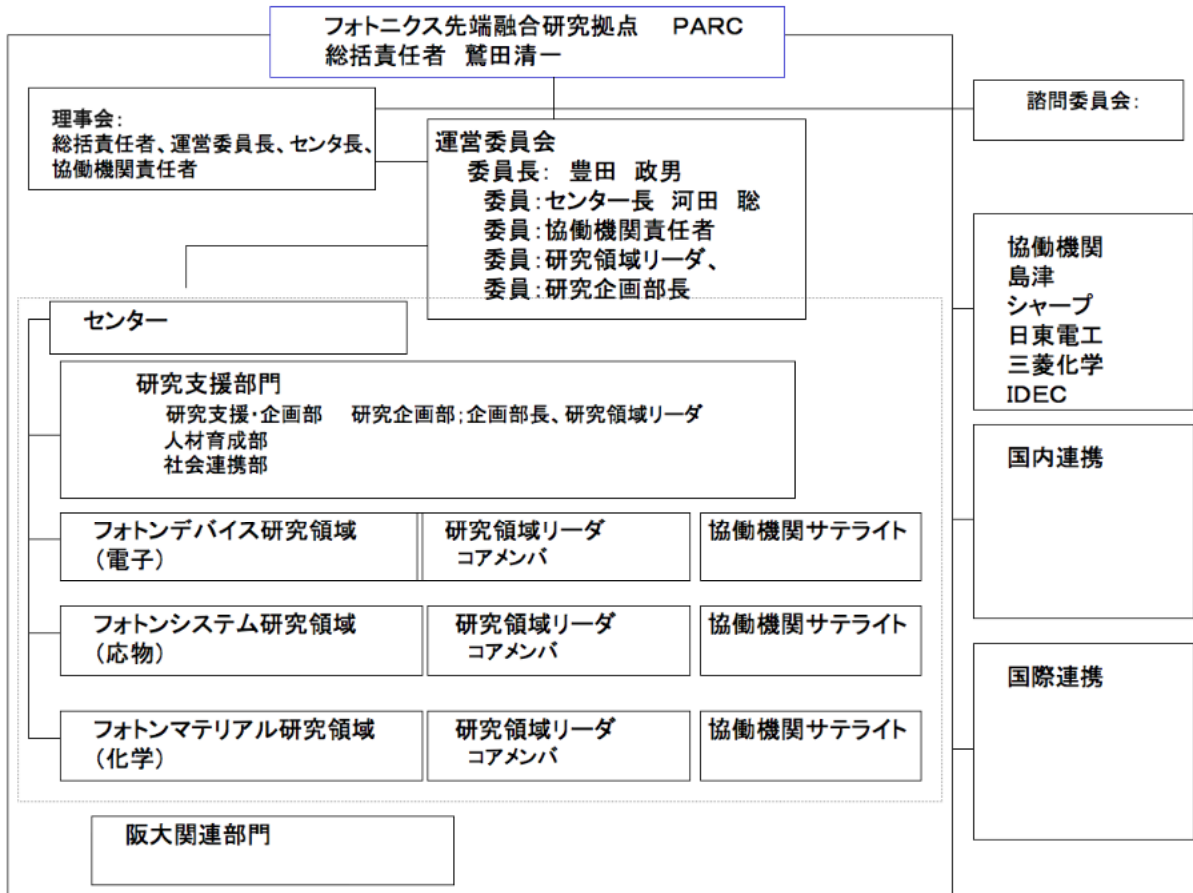 フォトニクス先端融合研究拠点　PARC
総括責任者　鷲田清一
理事会:
総括責任者、運営委員長、センタ長、
協働機関責任者
諮問委員会:
運営委員会
委員長:　豊田　政男
委員:センター長　河田　聡
委員:協働機関責任者
委員:研究領域リーダ、
委員:研究企画部長
協働機関
島津
シャープ
日東電工
三菱化学
IDEC
センター
研究支援部門
研究支援・企画部　研究企画部;企画部長、研究領域リーダ
人材育成部
社会連携部
国内連携
フォトンデバイス研究領域
(電子)
研究領域リーダ
コアメンバ
協働機関サテライト
フォトンシステム研究領域
(応物)
研究領域リーダ
コアメンバ
協働機関サテライト
国際連携
フォトンマテリアル研究領域
(化学)
研究領域リーダ
コアメンバ
協働機関サテライト
阪大関連部門